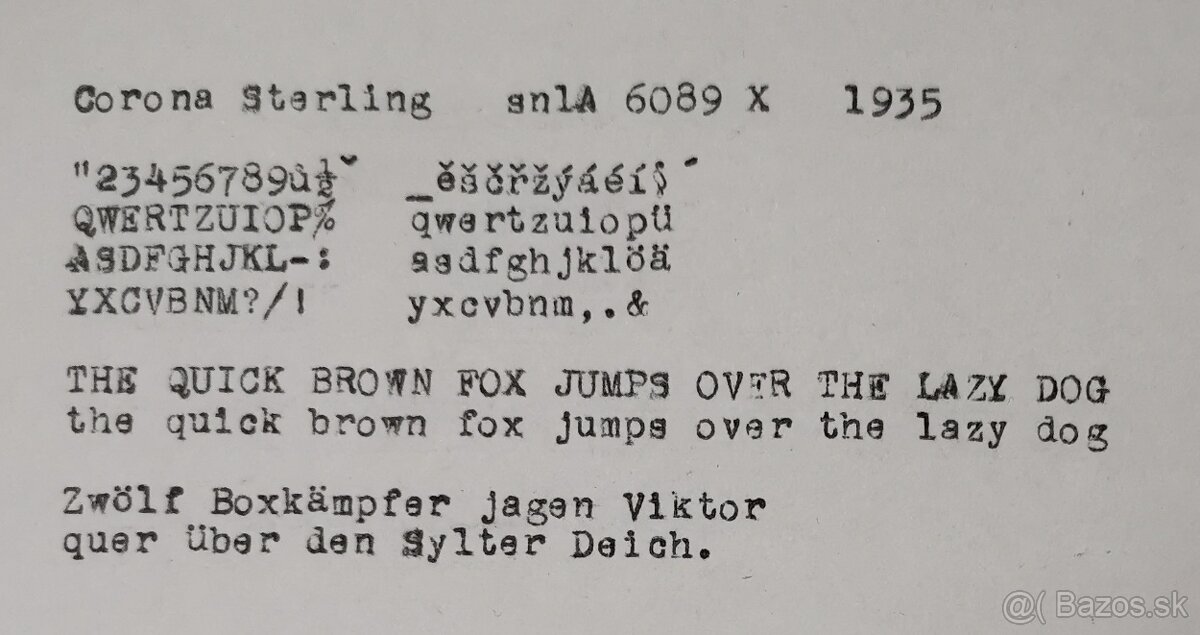 Corona Sterling snlA 6089 X 1935
"23456789ù½ˇ _ěščřžýáéí§´
QWERTZUIOP% qwertzuiopü
ASDFGHJKL-: asdfghjklöä
YXCVBNM?/! yxcvbnm,.&
THE QUICK BROWN FOX JUMPS OVER THE LAZY DOG
the quick brown fox jumps over the lazy dog
Zwölf Boxkämpfer jagen Viktor
quer über den Sylter Deich.
@( Bazos.sk